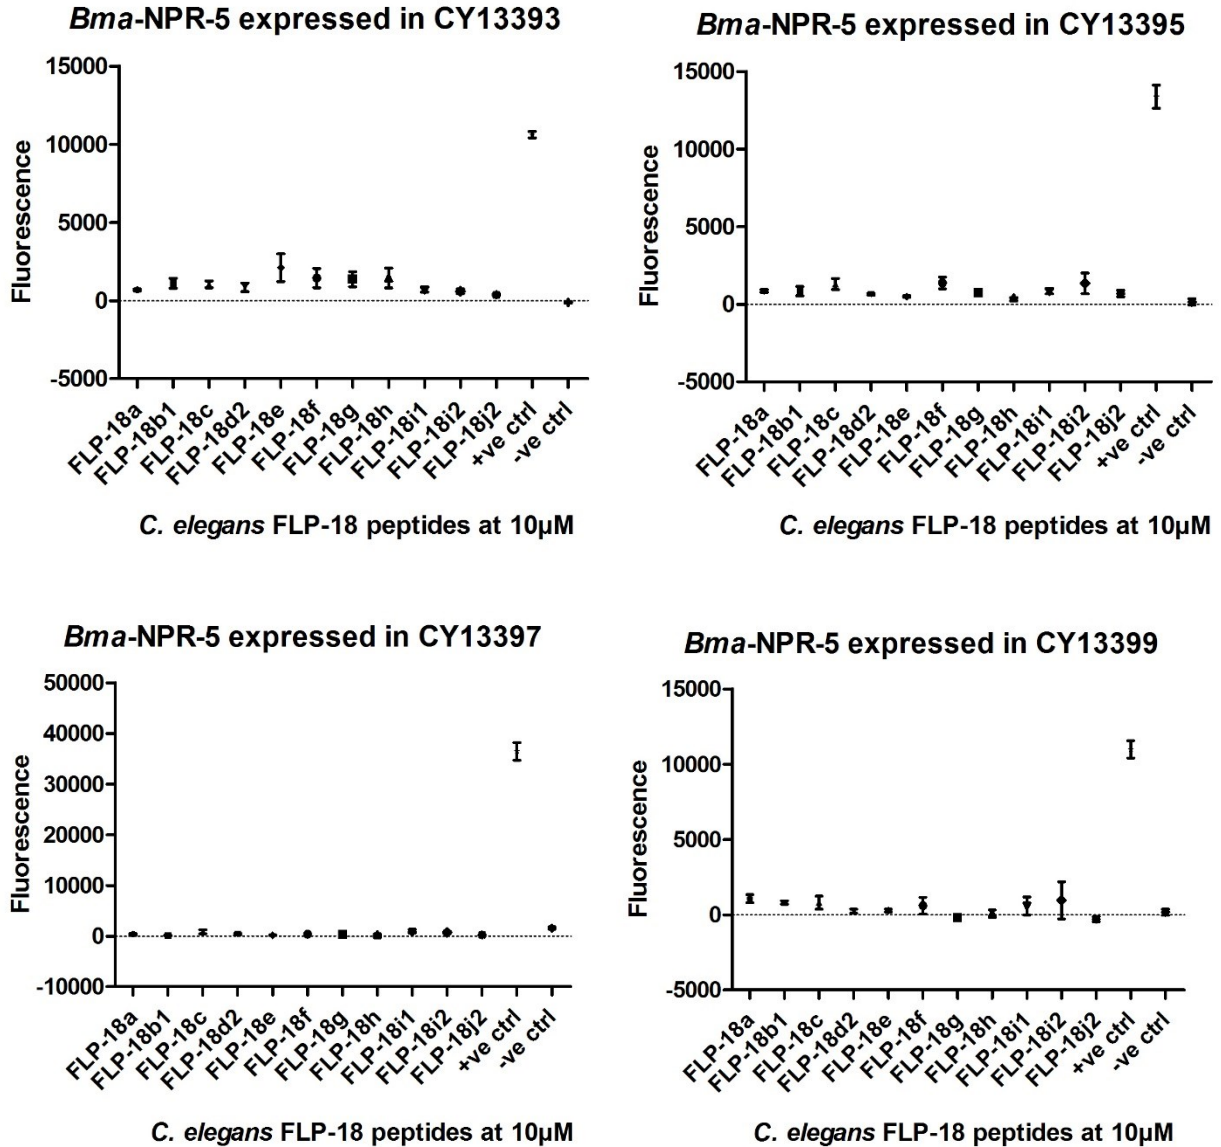 Bma-NPR-5 expressed in CY13393
15000
10000
5000
0
-5000
Fluorescence
FLP-18a
FLP-18b1
FLP-18c
FLP-18d2
FLP-18e
FLP-18f
FLP-18g
FLP-18h
FLP-18i1
FLP-18i2
FLP-18j2
+ve ctrl
-ve ctrl
C. elegans FLP-18 peptides at 10µM
Bma-NPR-5 expressed in CY13395
15000
10000
5000
0
-5000
Fluorescence
FLP-18a
FLP-18b1
FLP-18c
FLP-18d2
FLP-18e
FLP-18f
FLP-18g
FLP-18h
FLP-18i1
FLP-18i2
FLP-18j2
+ve ctrl
-ve ctrl
C. elegans FLP-18 peptides at 10µM
Bma-NPR-5 expressed in CY13397
50000
40000
30000
20000
10000
0
-10000
Fluorescence
FLP-18a
FLP-18b1
FLP-18c
FLP-18d2
FLP-18e
FLP-18f
FLP-18g
FLP-18h
FLP-18i1
FLP-18i2
FLP-18j2
+ve ctrl
-ve ctrl
C. elegans FLP-18 peptides at 10µM
Bma-NPR-5 expressed in CY13399
15000
10000
5000
0
-5000
Fluorescence
FLP-18a
FLP-18b1
FLP-18c
FLP-18d2
FLP-18e
FLP-18f
FLP-18g
FLP-18h
FLP-18i1
FLP-18i2
FLP-18j2
+ve ctrl
-ve ctrl
C. elegans FLP-18 peptides at 10µM